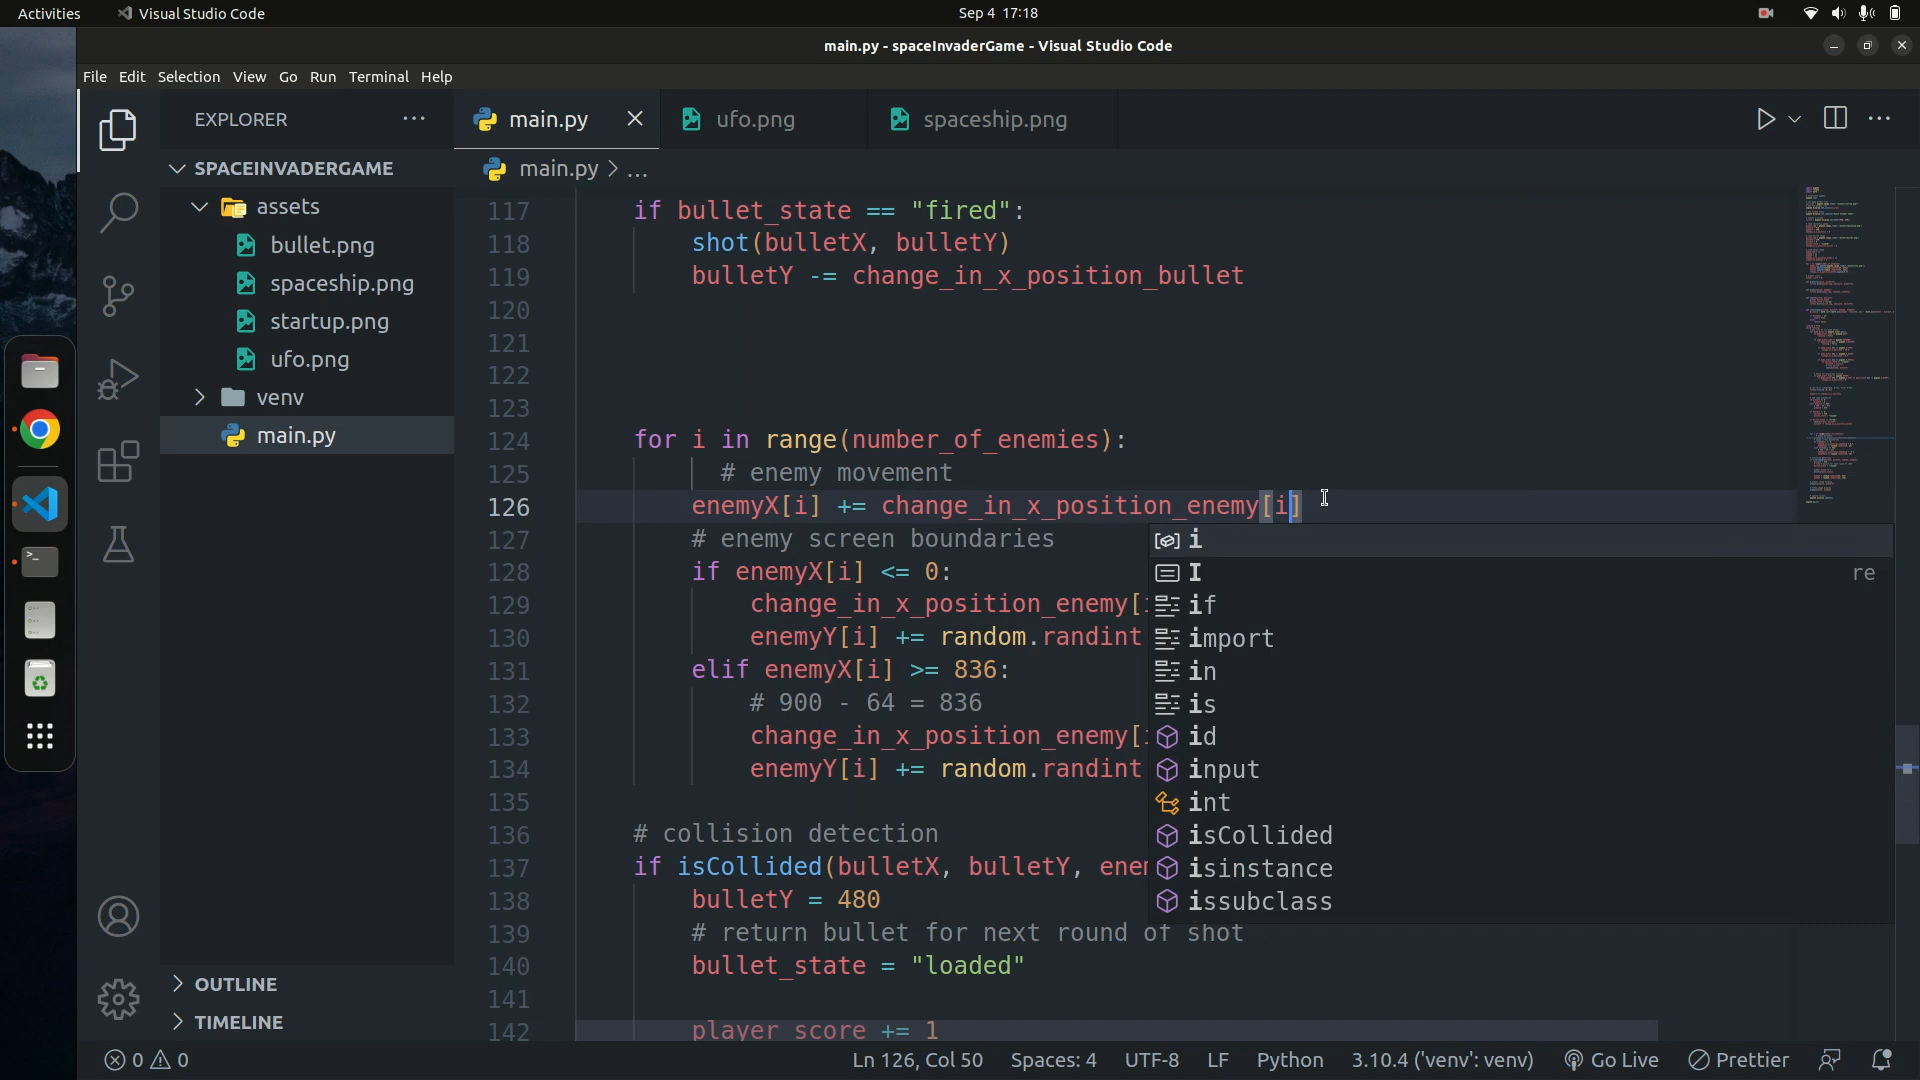 Activities
Visual Studio Code
Sep 4 17:18
main.py - spaceInvaderGame - Visual Studio Code
File Edit Selection View Go Run Terminal Help
EXPLORER
main.py
ufo.png
spaceship.png
SPACEINVADERGAME
main.py > ...
assets
bullet.png
spaceship.png
startup.png
ufo.png
venv
main.py
OUTLINE
TIMELINE
117 if bullet_state == "fired":
118 shot(bulletX, bulletY)
119 bulletY -= change_in_x_position_bullet
120
121
122
123
124 for i in range(number_of_enemies):
125 # enemy movement
126 enemyX[i] += change_in_x_position_enemy[i]
127 # enemy screen boundaries
128 if enemyX[i] <= 0:
129 change_in_x_position_enemy[
130 enemyY[i] += random.randint
131 elif enemyX[i] >= 836:
132 # 900 - 64 = 836
133 change_in_x_position_enemy[
134 enemyY[i] += random.randint
135
136 # collision detection
137 if isCollided(bulletX, bulletY, ene
138 bulletY = 480
139 # return bullet for next round of shot
140 bullet_state = "loaded"
141
142 player_score += 1
i
I re
if
import
in
is
id
input
int
isCollided
isinstance
issubclass
0 0
Ln 126, Col 50
Spaces: 4
UTF-8
LF
Python
3.10.4 ('venv': venv)
Go Live
Prettier